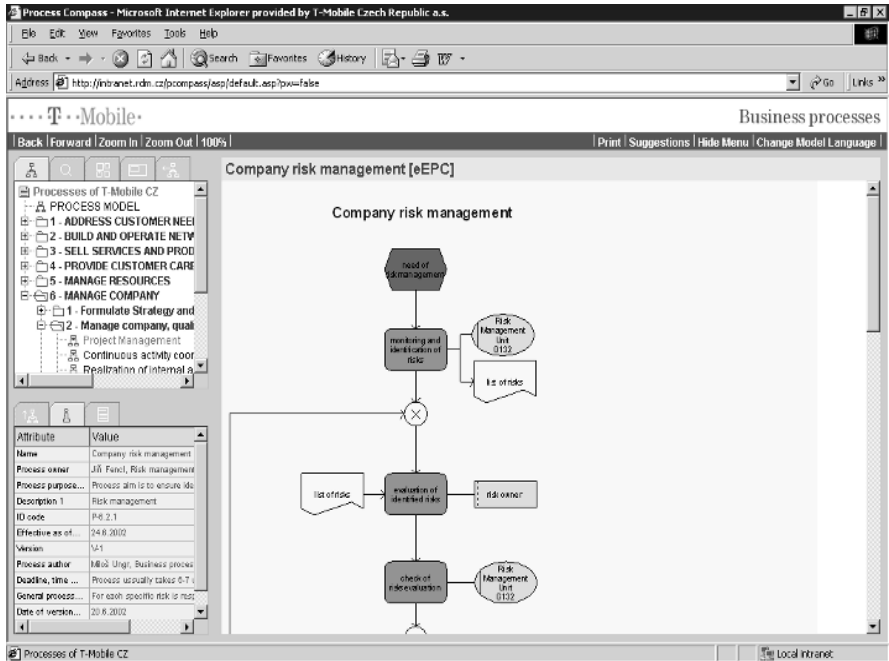 Process Compass - Microsoft Internet Explorer provided by T-Mobile Czech Republic a.s.
File Edit View Favorites Tools Help
Back Search Favorites History
Address http://intranet.rdm.cz/pcompass/asp/default.asp?pw=false Go Links »
T Mobile Business processes
Back Forward Zoom In Zoom Out 100% Print Suggestions Hide Menu Change Model Language
Company risk management [eEPC]
Processes of T-Mobile CZ
PROCESS MODEL
1 - ADDRESS CUSTOMER NEE
2 - BUILD AND OPERATE NETW
3 - SELL SERVICES AND PROD
4 - PROVIDE CUSTOMER CARE
5 - MANAGE RESOURCES
6 - MANAGE COMPANY
1 - Formulate Strategy and
2 - Manage company, quali
Project Management
Continuous activity coor
Realization of internal a
Attribute Value
Name Company risk management
Process owner Jiří Fencl, Risk management
Process purpose... Process aim is to ensure ide
Description 1 Risk management
ID code P-6.2.1
Effective as of... 24.6.2002
Version V-1
Process author Miloš Ungr, Business proces
Deadline, time ... Process ussually takes 6-7
General process... For each specific risk is resp
Date of version... 20.6.2002
Company risk management
need of
riskmanagement
monitoring and
identification of
risks
Risk
Management
Unit
0132
list of risks
list of risks
evaluation of
identified risks
risk owner
check of
risk evaluation
Risk
Management
Unit
0132
Processes of T-Mobile CZ Local intranet